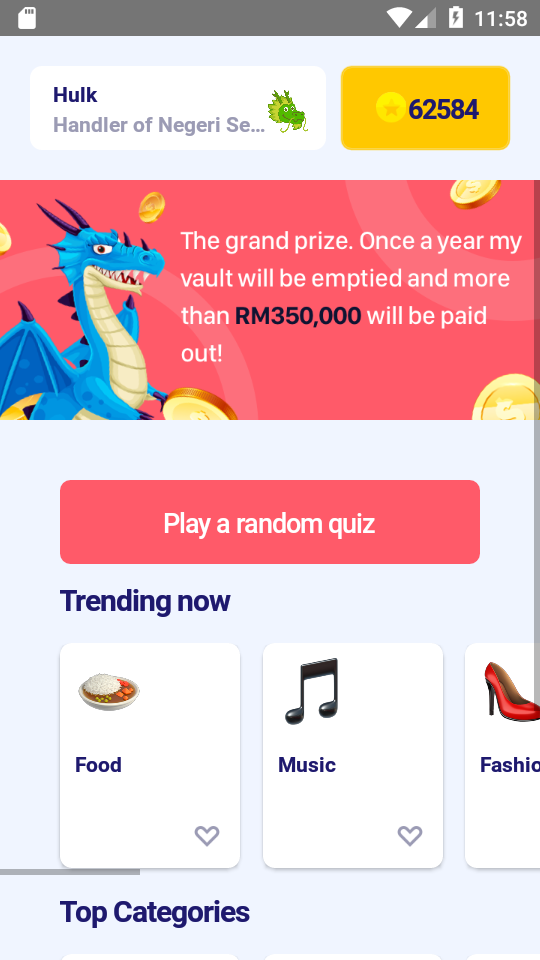 11:58
Hulk
Handler of Negeri Se...
62584
The grand prize. Once a year my
vault will be emptied and more
than RM350,000 will be paid
out!
Play a random quiz
Trending now
Food
Music
Fashio
Top Categories